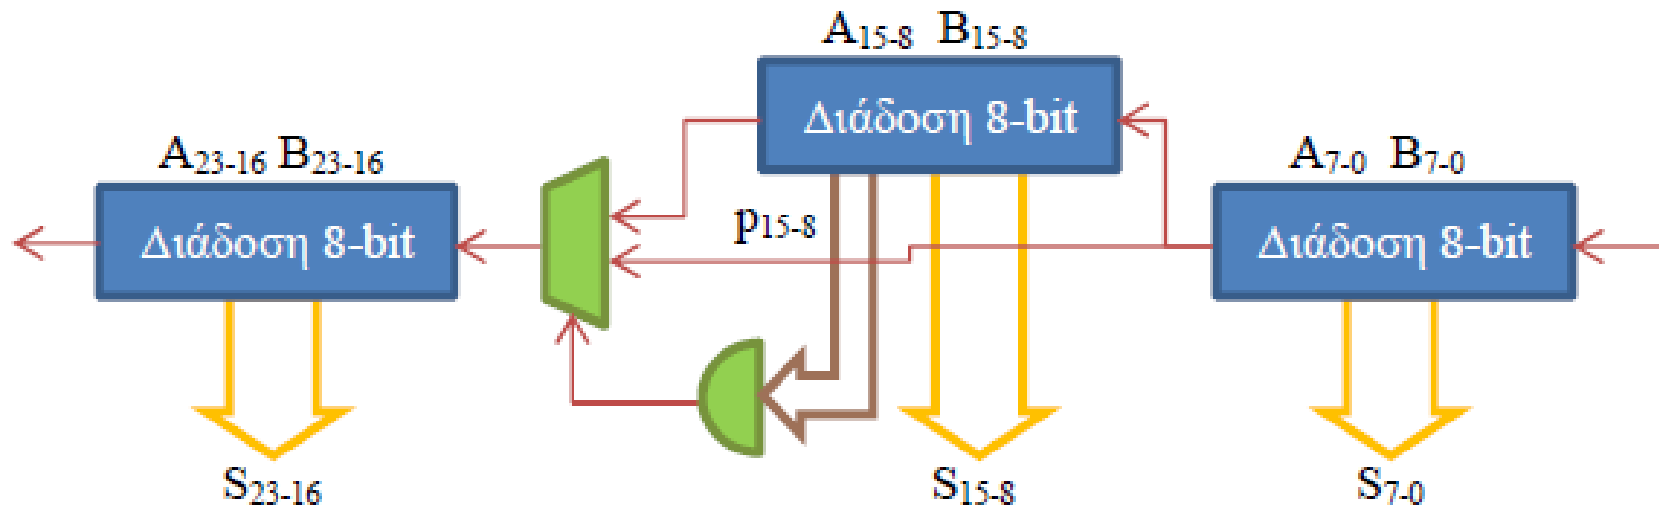 A15-8 B15-8
Διάδοση 8-bit
A23-16 B23-16
A7-0 B7-0
Διάδοση 8-bit
p15-8
Διάδοση 8-bit
S23-16
S15-8
S7-0